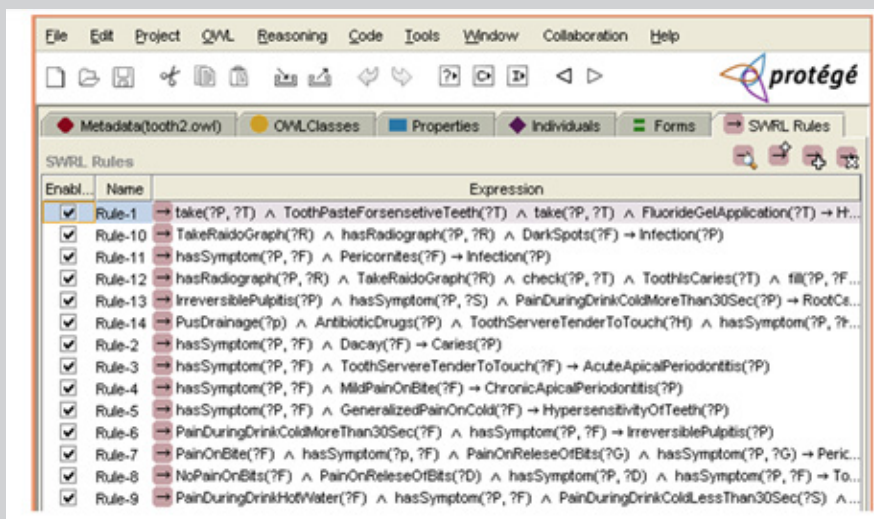 File Edit Project OWL Reasoning Code Tools Window Collaboration Help
protégé
Metadata(tooth2.owl) OWLClasses Properties Individuals Forms SWRL Rules
SWRL Rules
Enabl... Name Expression
Rule-1 → take(?P, ?T) ∧ ToothPasteForsensetiveTeeth(?T) ∧ take(?P, ?T) ∧ FluorideGelApplication(?T) → H...
Rule-10 → TakeRaidoGraph(?R) ∧ hasRadiograph(?P, ?R) ∧ DarkSpots(?F) → Infection(?P)
Rule-11 → hasSymptom(?P, ?F) ∧ Pericornites(?F) → Infection(?P)
Rule-12 → hasRadiograph(?P, ?R) ∧ TakeRaidoGraph(?R) ∧ check(?P, ?T) ∧ ToothIsCaries(?T) ∧ fill(?P, ?F...
Rule-13 → IrreversiblePulpitis(?P) ∧ hasSymptom(?P, ?S) ∧ PainDuringDrinkColdMoreThan30Sec(?P) → RootCa...
Rule-14 → PusDrainage(?p) ∧ AntibioticDrugs(?P) ∧ ToothServereTenderToTouch(?H) ∧ hasSymptom(?P, ?H...
Rule-2 → hasSymptom(?P, ?F) ∧ Dacay(?F) → Caries(?P)
Rule-3 → hasSymptom(?P, ?F) ∧ ToothServereTenderToTouch(?F) → AcuteApicalPeriodontitis(?P)
Rule-4 → hasSymptom(?P, ?F) ∧ MildPainOnBite(?F) → ChronicApicalPeriodontitis(?P)
Rule-5 → hasSymptom(?P, ?F) ∧ GeneralizedPainOnCold(?F) → HypersensitivityOfTeeth(?P)
Rule-6 → PainDuringDrinkColdMoreThan30Sec(?F) ∧ hasSymptom(?P, ?F) → IrreversiblePulpitis(?P)
Rule-7 → PainOnBite(?F) ∧ hasSymptom(?p, ?F) ∧ PainOnReleseOfBits(?G) ∧ hasSymptom(?P, ?G) → Peric...
Rule-8 → NoPainOnBits(?F) ∧ PainOnReleseOfBits(?D) ∧ hasSymptom(?P, ?D) ∧ hasSymptom(?P, ?F) → To...
Rule-9 → PainDuringDrinkHotWater(?F) ∧ hasSymptom(?P, ?F) ∧ PainDuringDrinkColdLessThan30Sec(?S) ∧...